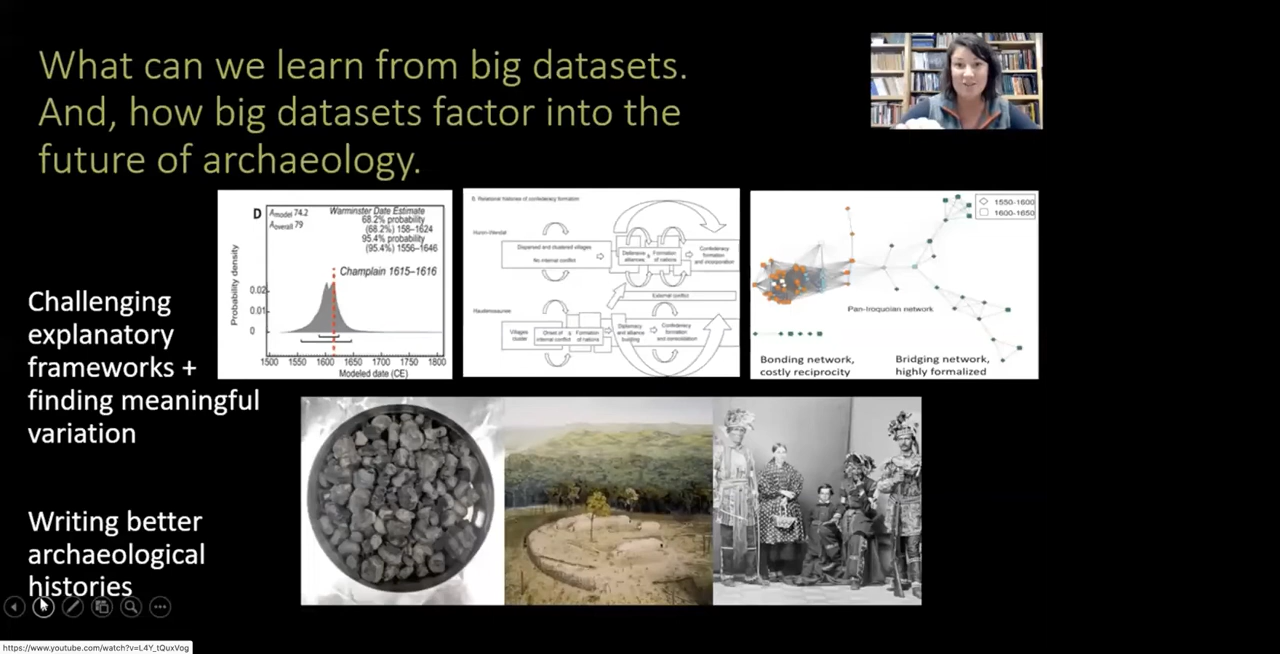 What can we learn from big datasets.
And, how big datasets factor into the
future of archaeology.
D
Amodel 74.2
Aoverall 79
Warminster Date Estimate
68.2% probability
(68.2%) 158–1624
95.4% probability
(95.4%) 1556–1646
Champlain 1615–1616
Probability density
0.02
0.01
0
1500 1550 1600 1650 1700 1750 1800
Modeled date (CE)
Relational histories of confederacy formation
Huron-Wendat
Dispersed and clustered villages
No internal conflict
Defensive
alliances
Formation
of nations
Confederacy
formation
and incorporation
External conflict
Haudenosaunee
Villages
cluster
Onset of
internal conflict
Formation
of nations
Diplomacy
and alliance
building
Confederacy
formation
and consolidation
1550-1600
1600-1650
Pan-Iroquoian network
Bonding network,
costly reciprocity
Bridging network,
highly formalized
Challenging
explanatory
frameworks +
finding meaningful
variation
Writing better
archaeological
histories
https://www.youtube.com/watch?v=L4Y_tQuxVog